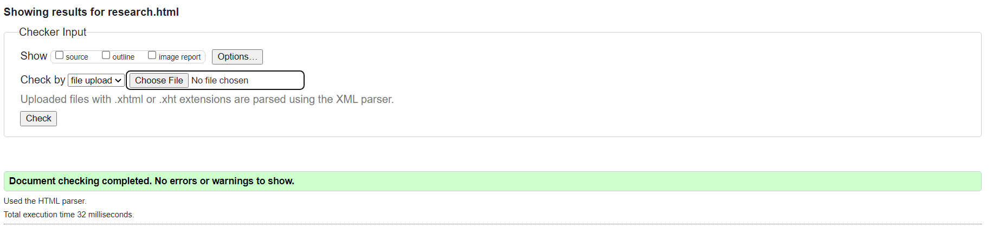 Showing results for research.html
Checker Input
Show source outline image report Options…
Check by file upload Choose File No file chosen
Uploaded files with .xhtml or .xht extensions are parsed using the XML parser.
Check
Document checking completed. No errors or warnings to show.
Used the HTML parser.
Total execution time 32 milliseconds.